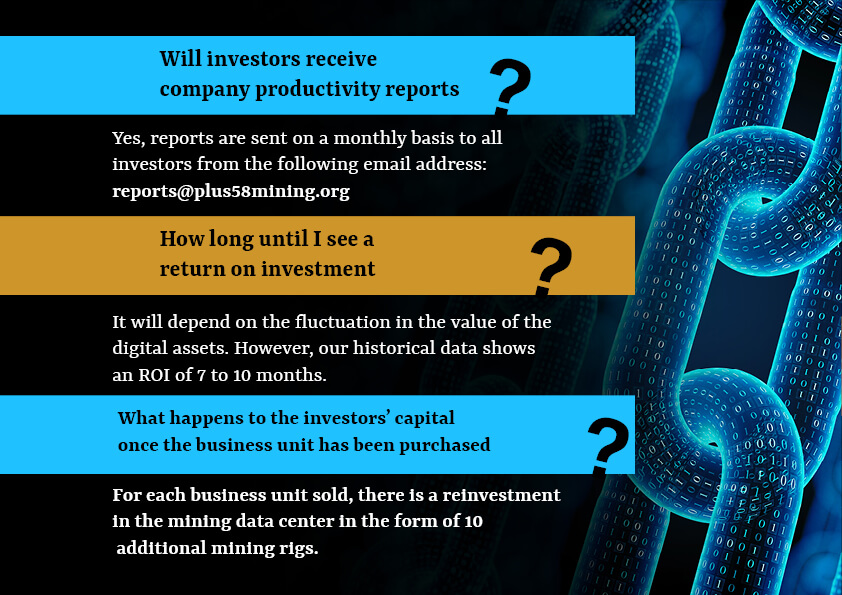 Will investors receive
company productivity reports
?
Yes, reports are sent on a monthly basis to all
investors from the following email address:
reports@plus58mining.org
How long until I see a
return on investment
?
It will depend on the fluctuation in the value of the
digital assets. However, our historical data shows
an ROI of 7 to 10 months.
What happens to the investors’ capital
once the business unit has been purchased
?
For each business unit sold, there is a reinvestment
in the mining data center in the form of 10
additional mining rigs.